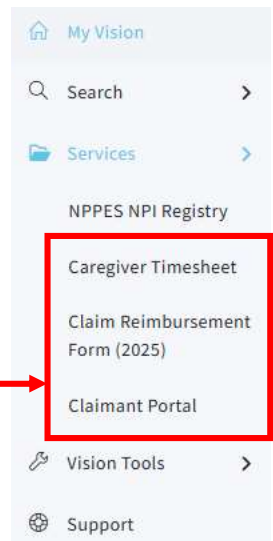 My Vision
Search
Services
NPPES NPI Registry
Caregiver Timesheet
Claim Reimbursement
Form (2025)
Claimant Portal
Vision Tools
Support